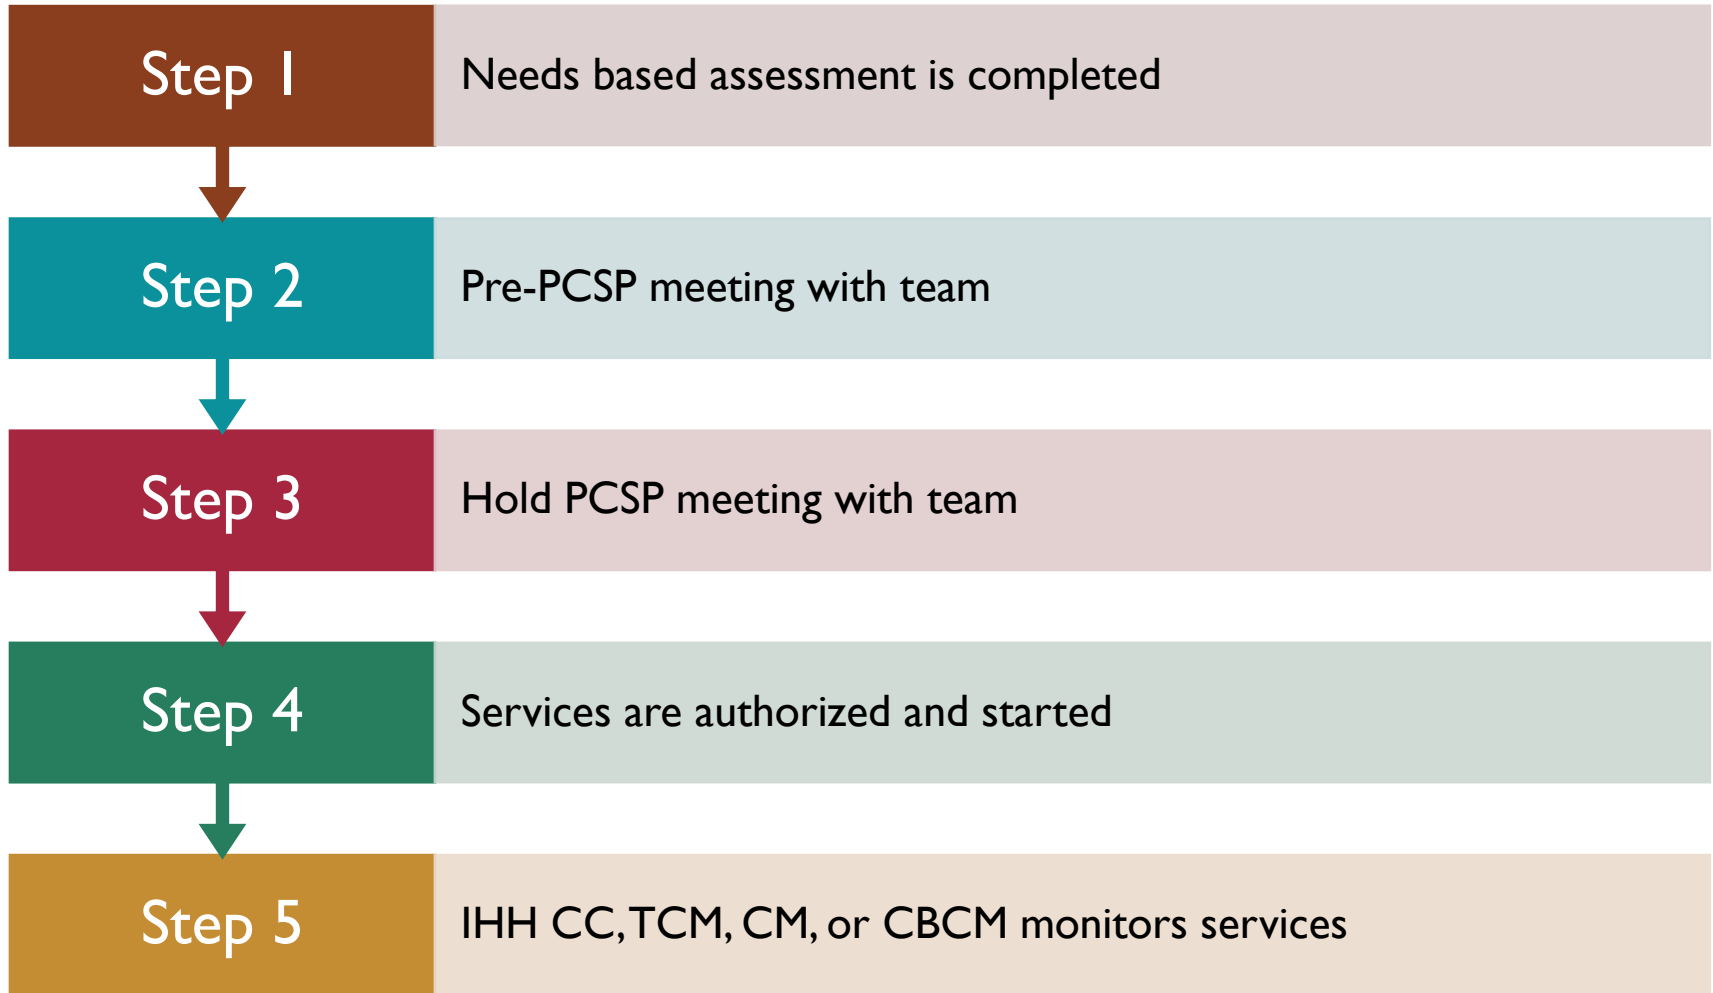 Step 1
Needs based assessment is completed
Step 2
Pre-PCSP meeting with team
Step 3
Hold PCSP meeting with team
Step 4
Services are authorized and started
Step 5
IHH CC, TCM, CM, or CBCM monitors services